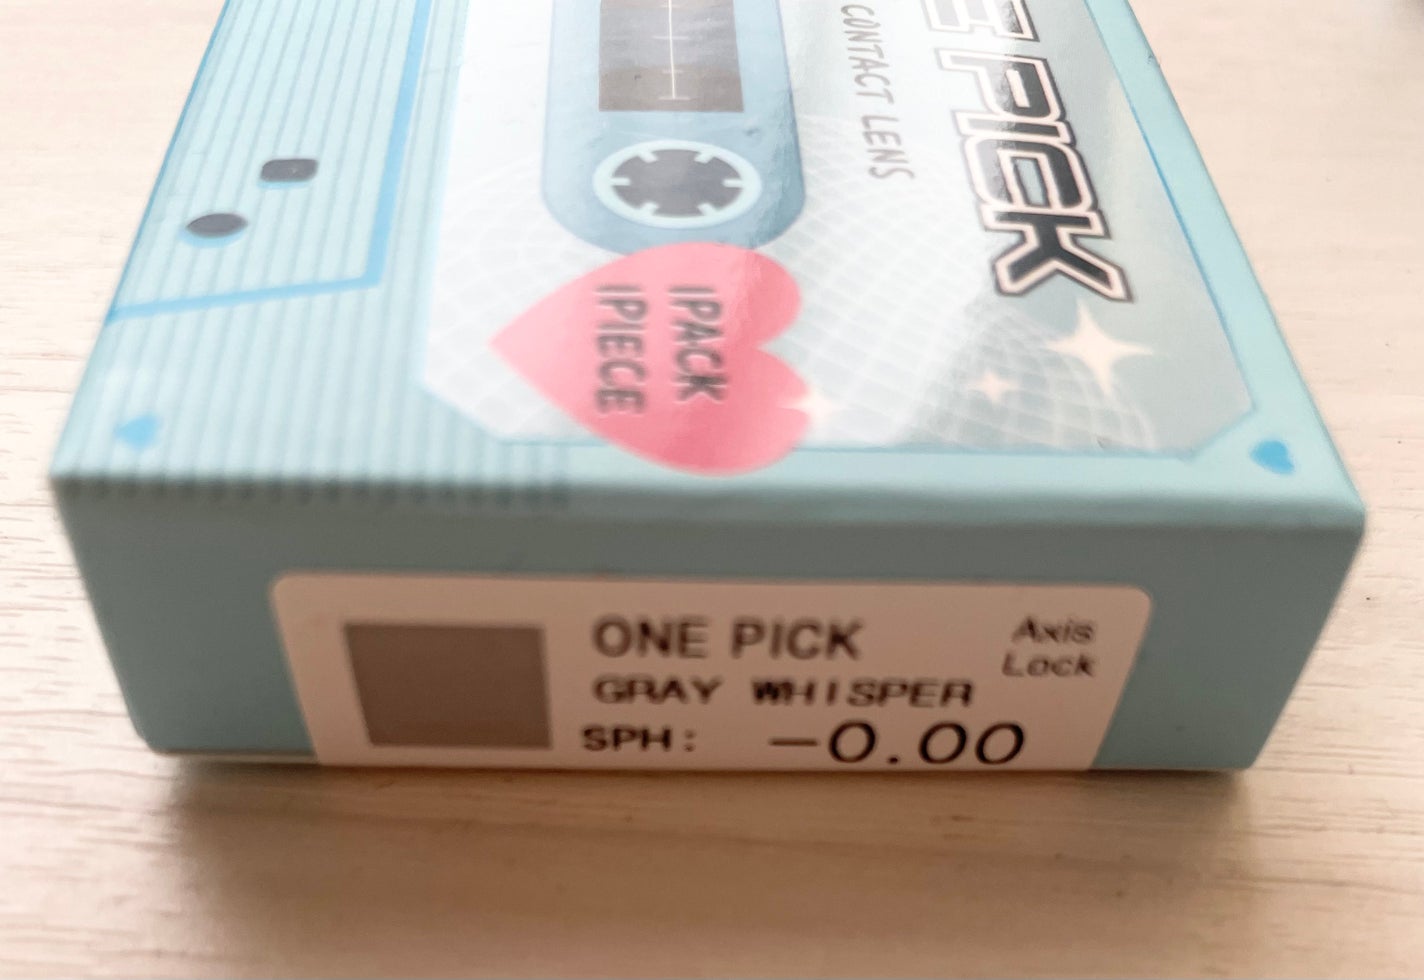 E PICK
CONTACT LENS
1PACK
1PIECE
ONE PICK
GRAY WHISPER
SPH: -0.00
Axis
Lock